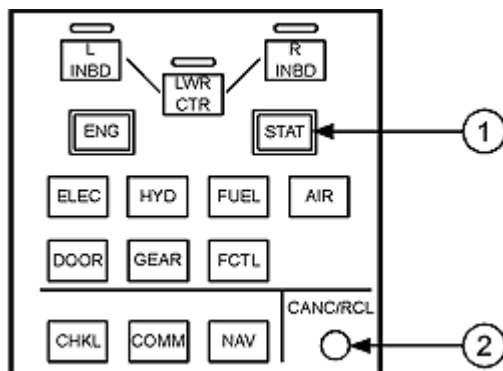 L
INBD
R
INBD
LWR
CTR
ENG
STAT
1
ELEC
HYD
FUEL
AIR
DOOR
GEAR
FCTL
CANC/RCL
CHKL
COMM
NAV
2